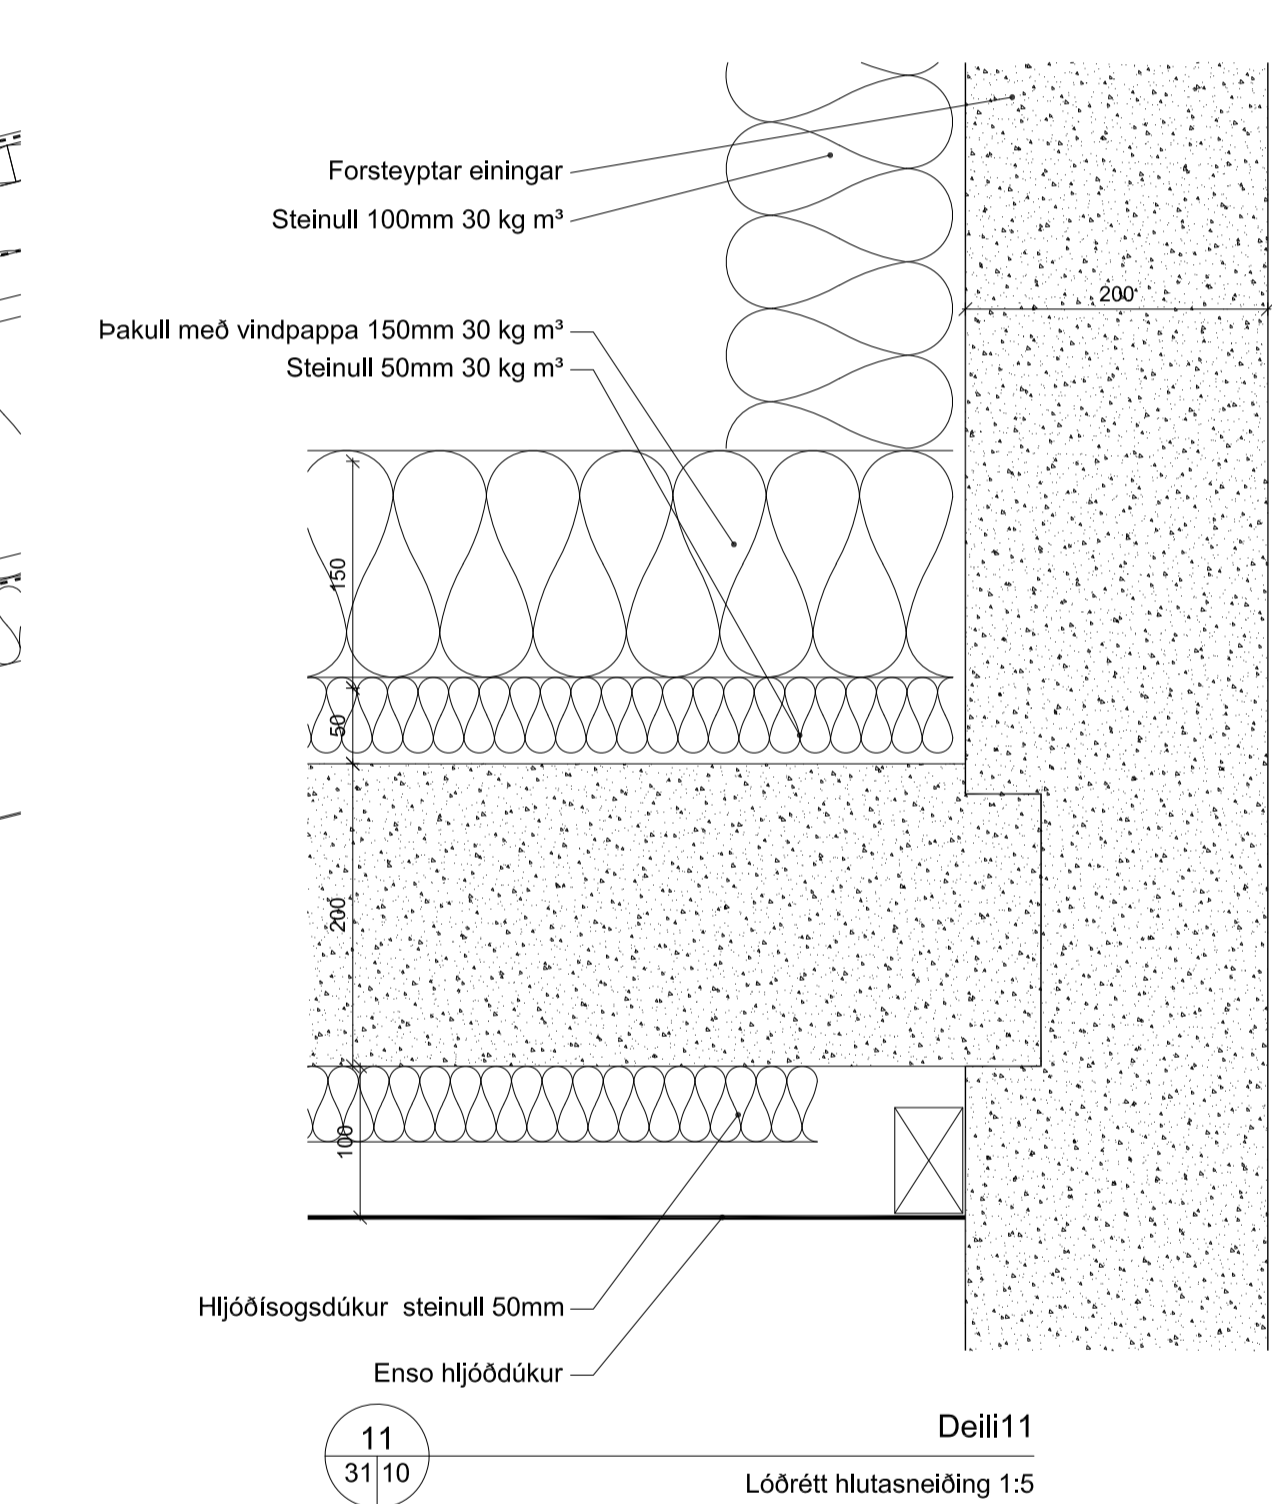 Forsteyptar einingar
Steinull 100mm 30 kg m³
200
Þakull með vindpappa 150mm 30 kg m³
Steinull 50mm 30 kg m³
150
50
200
100
Hljóðísogsdúkur steinull 50mm
Enso hljóðdúkur
11
31 10
Deili11
Lóðrétt hlutasneiðing 1:5